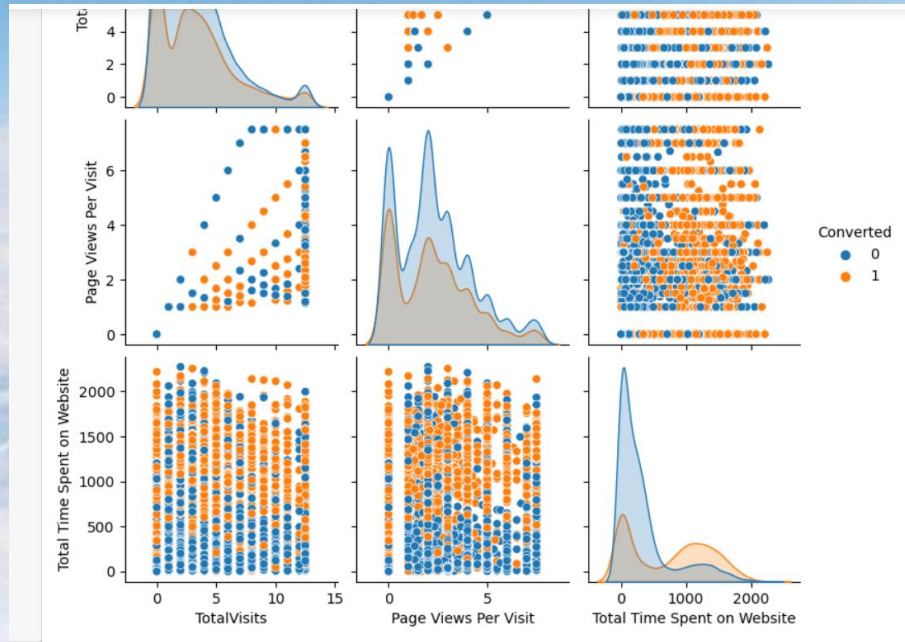 Tot
4
2
0
Page Views Per Visit
6
4
2
0
Converted
0
1
Total Time Spent on Website
2000
1500
1000
500
0
0 5 10 15
TotalVisits
0 5
Page Views Per Visit
0 1000 2000
Total Time Spent on Website